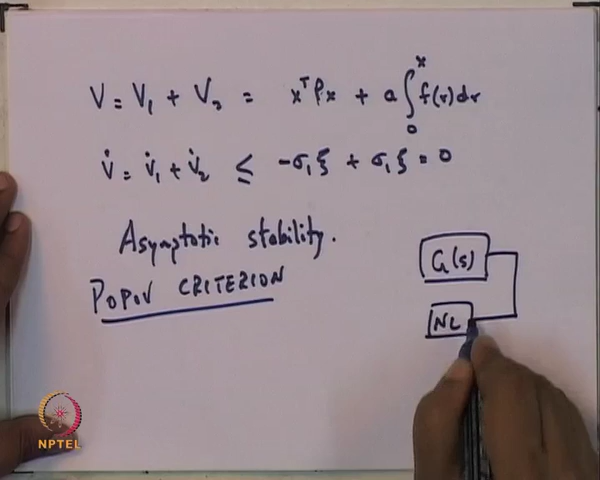 V = V₁ + V₂ = xᵀPx + a∫₀ˣ f(r)dr
V̇ = V̇₁ + V̇₂ ≤ -σ₁ξ + σ₁ξ = 0
Asymptotic stability.
POPOV CRITERION
G(s)
NL
NPTEL